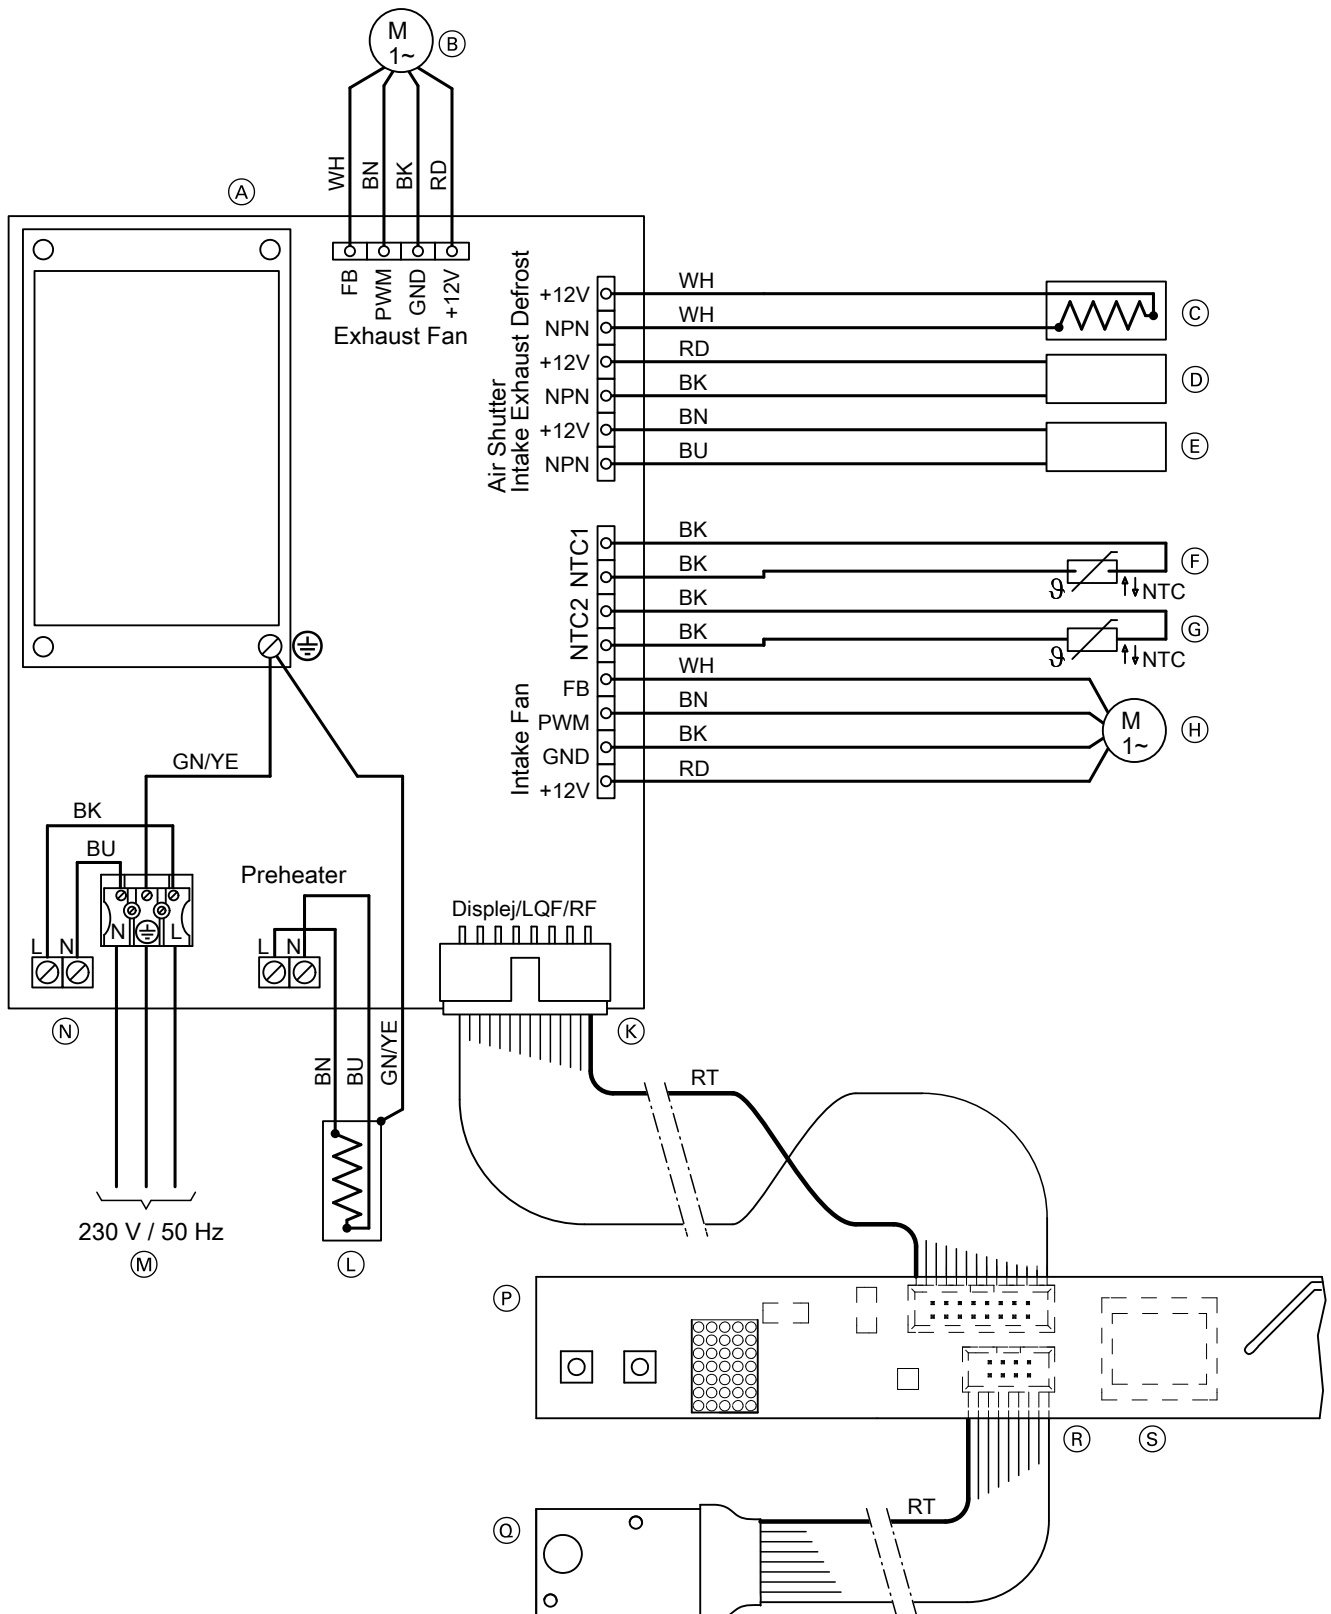 M
1~
B
WH
BN
BK
RD
A
FB
PWM
GND
+12V
Exhaust Fan
Air Shutter
Intake Exhaust Defrost
+12V
WH
C
NPN
WH
+12V
RD
D
NPN
BK
+12V
BN
E
NPN
BU
NTC1
BK
BK
F
ϑ
NTC
NTC2
BK
BK
G
ϑ
NTC
Intake Fan
FB
WH
PWM
BN
GND
BK
+12V
RD
M
1~
H
GN/YE
BK
BU
Preheater
Displej/LQF/RF
N
L
L
N
L
N
N
K
BN
BU
GN/YE
RT
230 V / 50 Hz
M
L
P
R
S
RT
Q